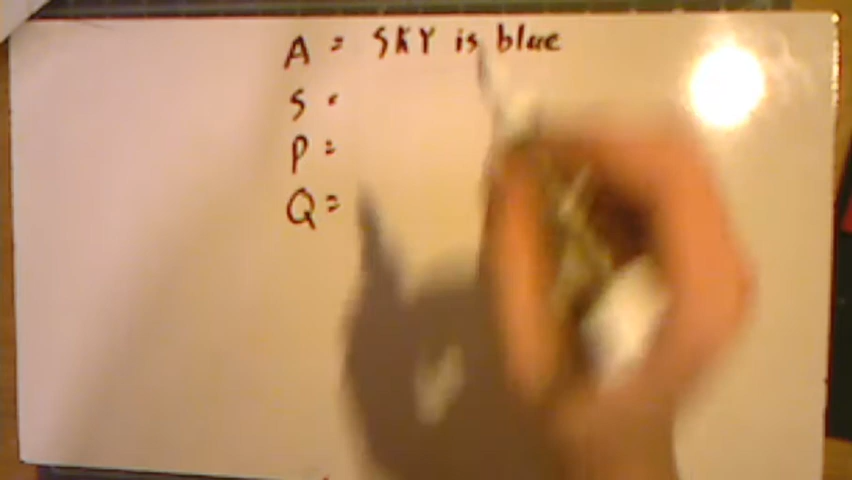 A = SKY is blue
S =
P =
Q =